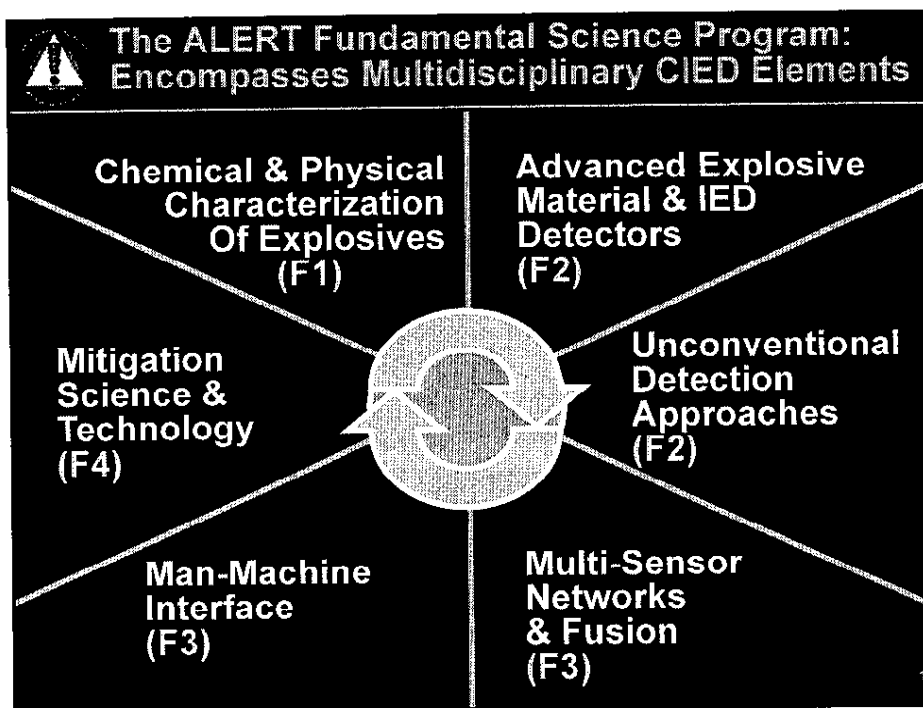 The ALERT Fundamental Science Program:
Encompasses Multidisciplinary CIED Elements
Chemical & Physical
Characterization
Of Explosives
(F1)
Advanced Explosive
Material & IED
Detectors
(F2)
Unconventional
Detection
Approaches
(F2)
Multi-Sensor
Networks
& Fusion
(F3)
Man-Machine
Interface
(F3)
Mitigation
Science &
Technology
(F4)